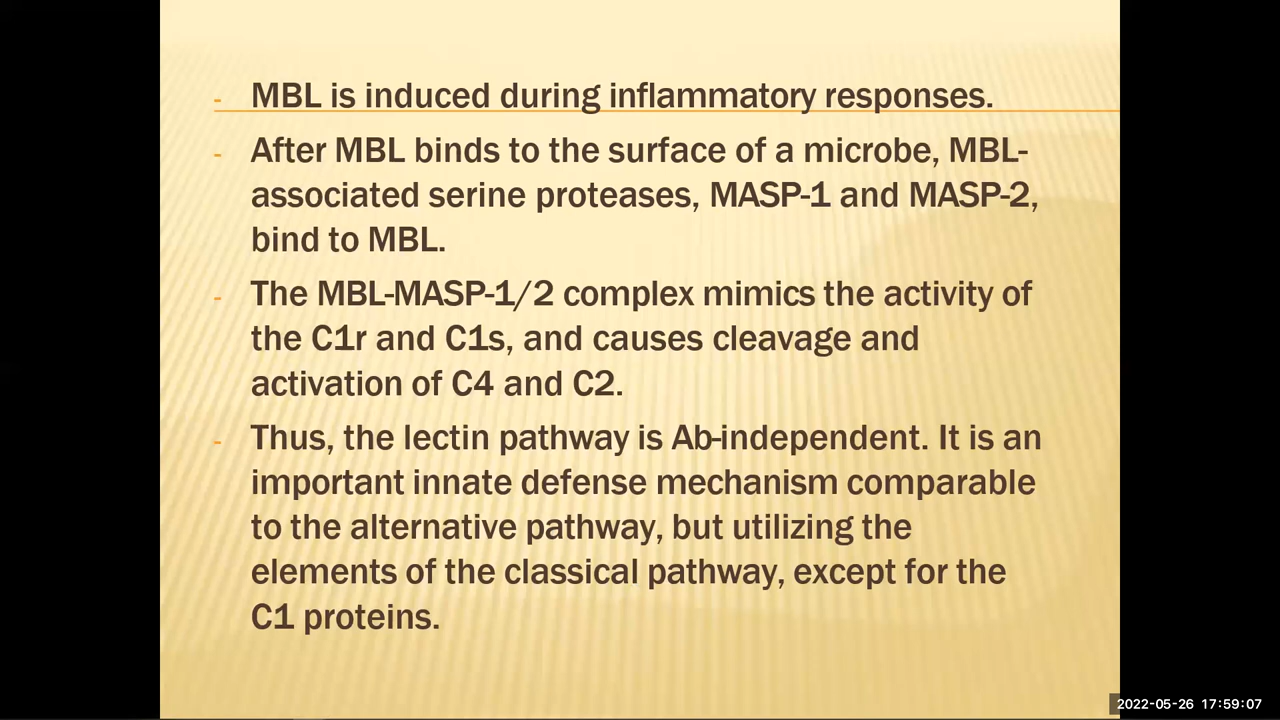 - MBL is induced during inflammatory responses.
- After MBL binds to the surface of a microbe, MBL-
associated serine proteases, MASP-1 and MASP-2,
bind to MBL.
- The MBL-MASP-1/2 complex mimics the activity of
the C1r and C1s, and causes cleavage and
activation of C4 and C2.
- Thus, the lectin pathway is Ab-independent. It is an
important innate defense mechanism comparable
to the alternative pathway, but utilizing the
elements of the classical pathway, except for the
C1 proteins.
2022-05-26 17:59:07